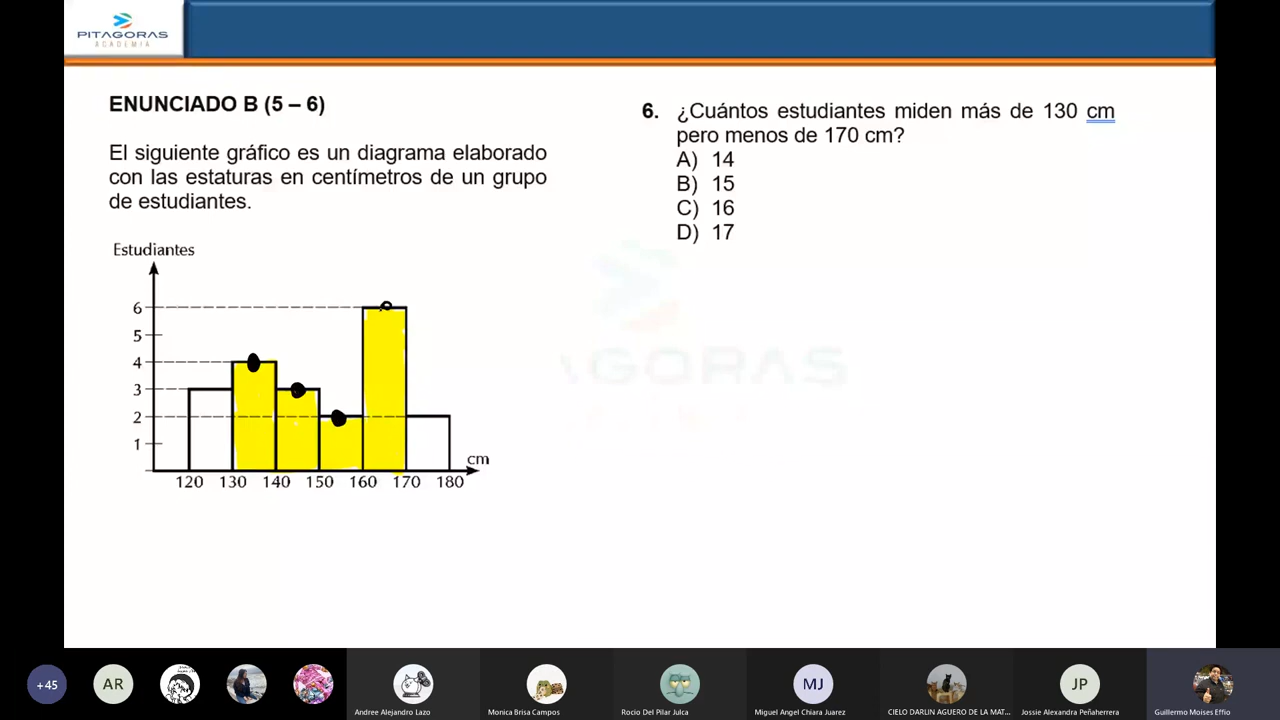 PITAGORAS
ACADEMIA
ENUNCIADO B (5 – 6)
El siguiente gráfico es un diagrama elaborado
con las estaturas en centímetros de un grupo
de estudiantes.
Estudiantes
6
5
4
3
2
1
cm
120 130 140 150 160 170 180
6. ¿Cuántos estudiantes miden más de 130 cm
pero menos de 170 cm?
A) 14
B) 15
C) 16
D) 17
AGORAS
+45
AR
MJ
JP
Andree Alejandro Lazo
Monica Brisa Campos
Rocio Del Pilar Julca
Miguel Angel Chiara Juarez
CIELO DARLIN AGUERO DE LA MAT...
Jossie Alexandra Peñaherrera
Guillermo Moises Effio